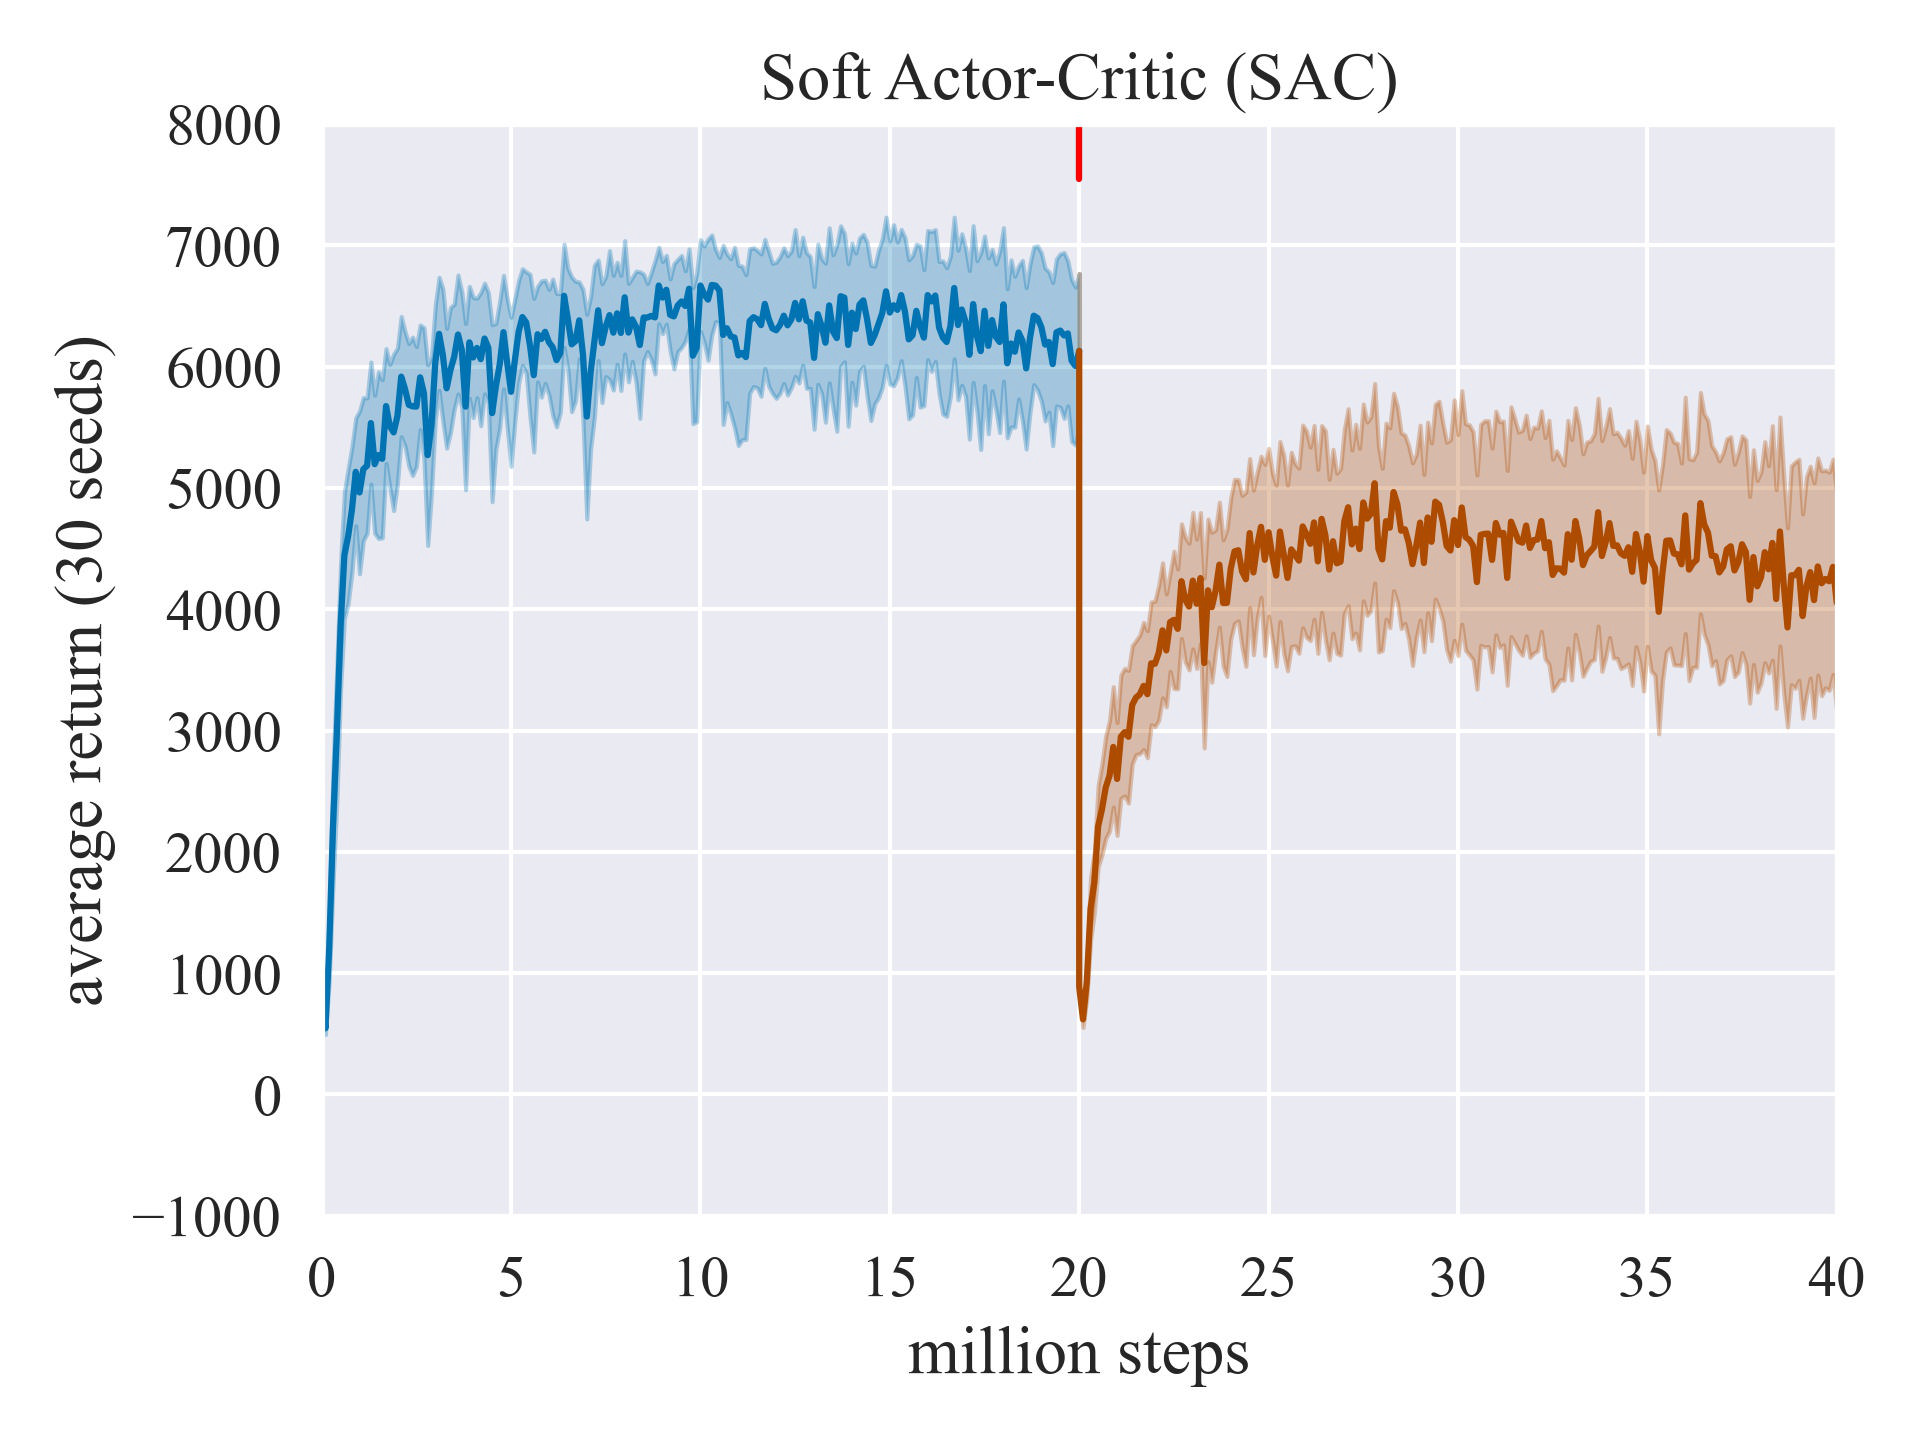 Soft Actor-Critic (SAC)
8000
7000
6000
5000
4000
3000
2000
1000
0
−1000
average return (30 seeds)
0 5 10 15 20 25 30 35 40
million steps